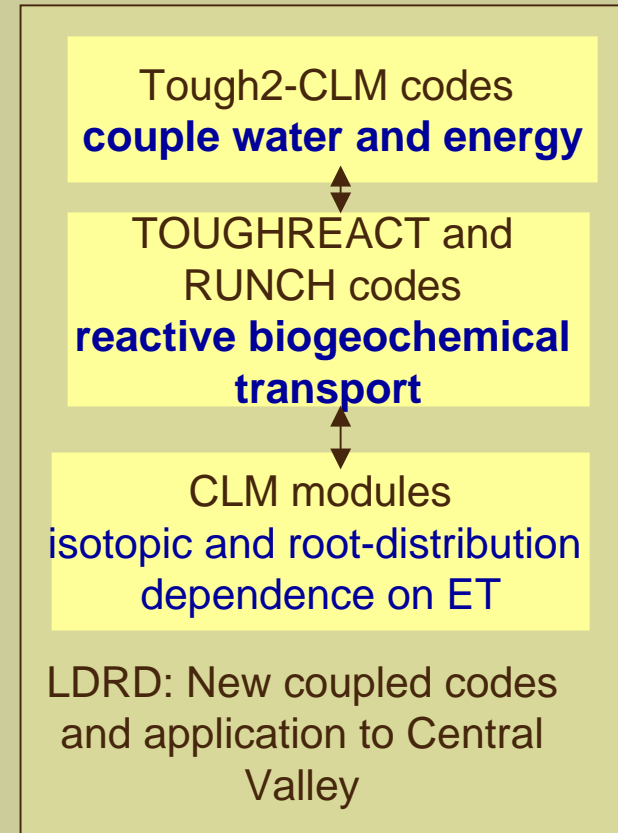 Tough2-CLM codes
couple water and energy
TOUGHREACT and
RUNCH codes
reactive biogeochemical
transport
CLM modules
isotopic and root-distribution
dependence on ET
LDRD: New coupled codes
and application to Central
Valley